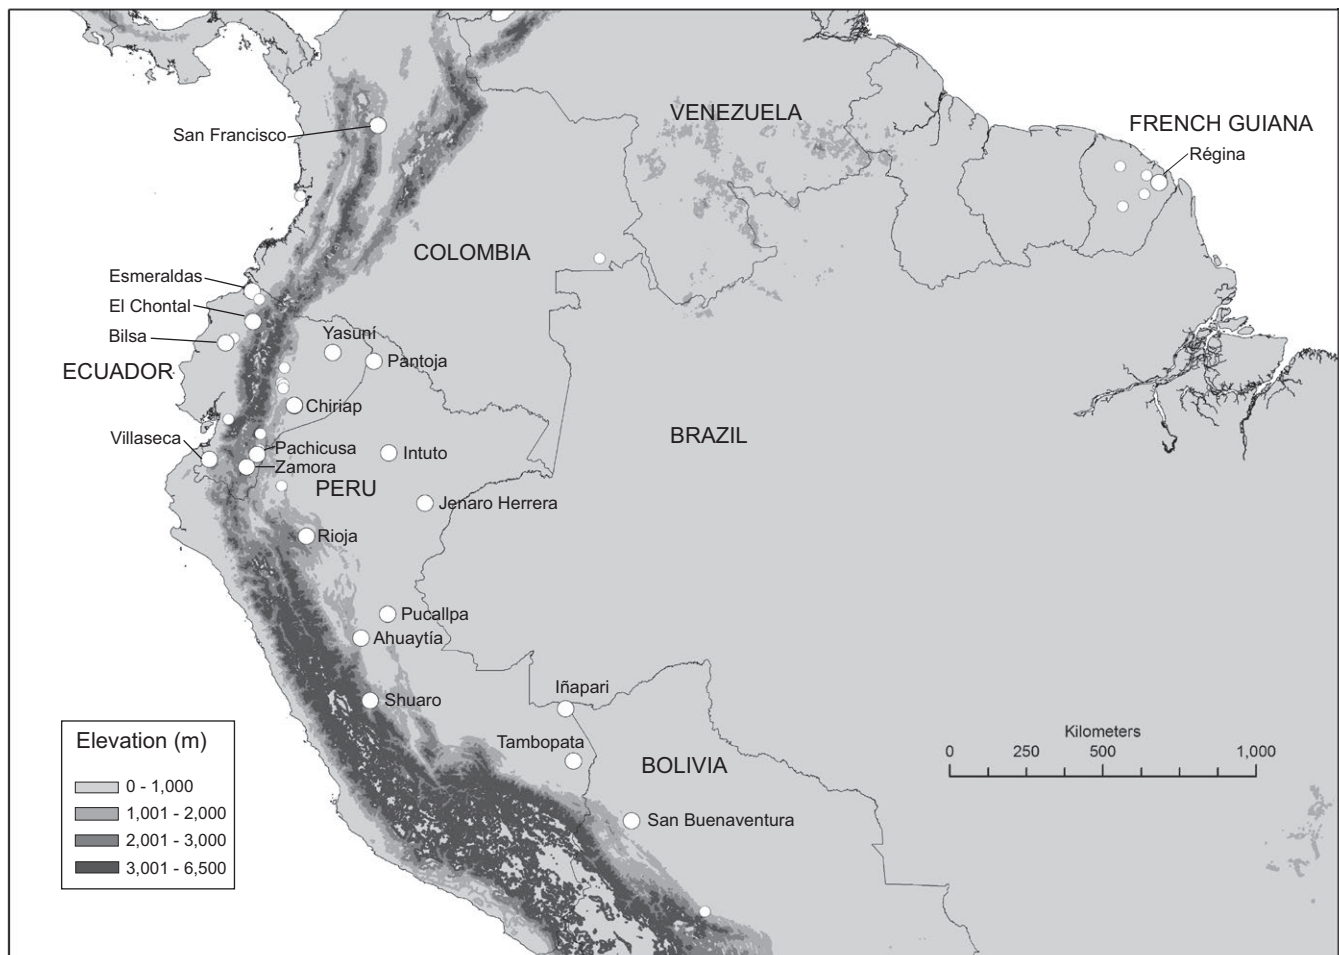 VENEZUELA
FRENCH GUIANA
San Francisco
Régina
COLOMBIA
Esmeraldas
El Chontal
Bilsa
Yasuní
Pantoja
ECUADOR
Chiriap
Villaseca
Pachicusa
Zamora
Intuto
BRAZIL
PERU
Jenaro Herrera
Rioja
Pucallpa
Ahuaytía
Shuaro
Iñapari
Tambopata
BOLIVIA
San Buenaventura
Kilometers
0 250 500 1,000
Elevation (m)
0 - 1,000
1,001 - 2,000
2,001 - 3,000
3,001 - 6,500